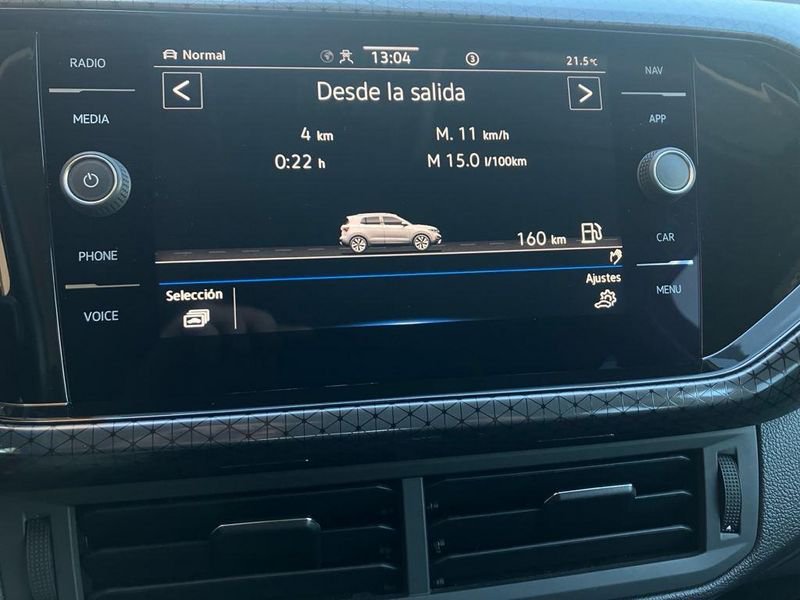 RADIO
MEDIA
PHONE
VOICE
Normal
13:04
3
21.5°C
Desde la salida
4 km
M. 11 km/h
0:22 h
M 15.0 l/100km
160 km
Selección
Ajustes
NAV
APP
CAR
MENU